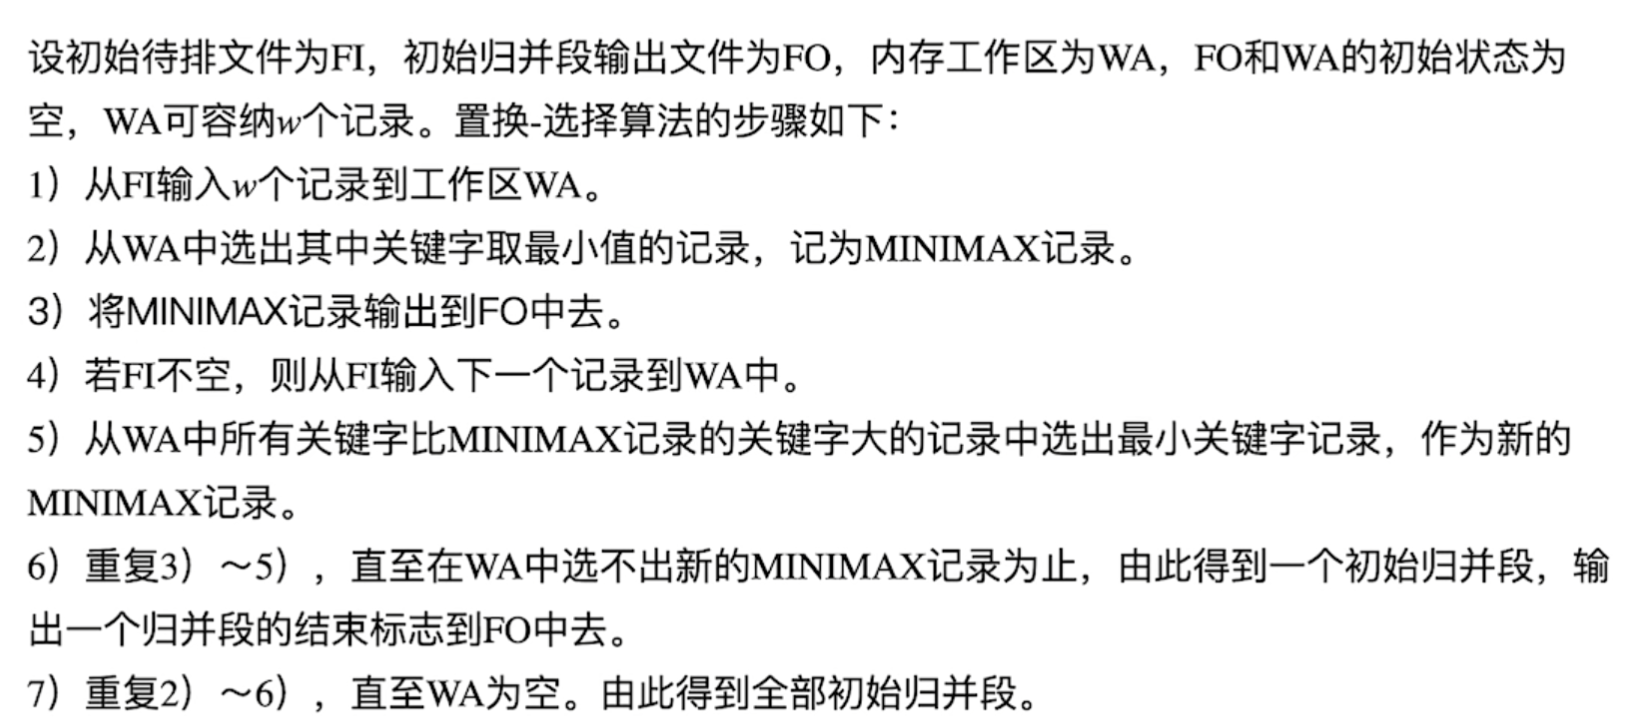 设初始待排文件为FI，初始归并段输出文件为FO，内存工作区为WA，FO和WA的初始状态为
空，WA可容纳w个记录。置换-选择算法的步骤如下：
1）从FI输入w个记录到工作区WA。
2）从WA中选出其中关键字取最小值的记录，记为MINIMAX记录。
3）将MINIMAX记录输出到FO中去。
4）若FI不空，则从FI输入下一个记录到WA中。
5）从WA中所有关键字比MINIMAX记录的关键字大的记录中选出最小关键字记录，作为新的
MINIMAX记录。
6）重复3）～5），直至在WA中选不出新的MINIMAX记录为止，由此得到一个初始归并段，输
出一个归并段的结束标志到FO中去。
7）重复2）～6），直至WA为空。由此得到全部初始归并段。